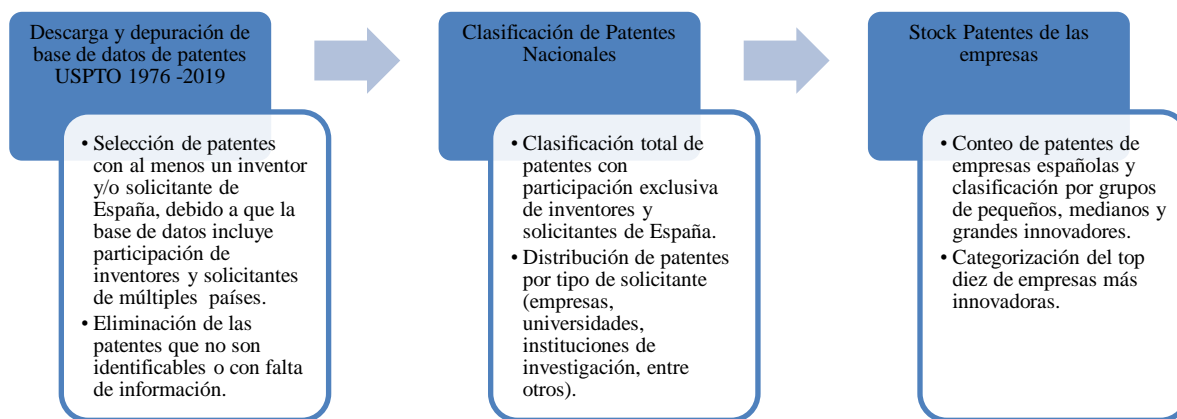 Descarga y depuración de
base de datos de patentes
USPTO 1976 -2019
• Selección de patentes
con al menos un inventor
y/o solicitante de
España, debido a que la
base de datos incluye
participación de
inventores y solicitantes
de múltiples países.
• Eliminación de las
patentes que no son
identificables o con falta
de información.
Clasificación de Patentes
Nacionales
• Clasificación total de
patentes con
participación exclusiva
de inventores y
solicitantes de España.
• Distribución de patentes
por tipo de solicitante
(empresas,
universidades,
instituciones de
investigación, entre
otros).
Stock Patentes de las
empresas
• Conteo de patentes de
empresas españolas y
clasificación por grupos
de pequeños, medianos y
grandes innovadores.
• Categorización del top
diez de empresas más
innovadoras.